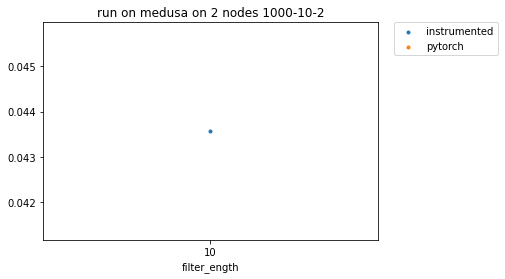 run on medusa on 2 nodes 1000-10-2
instrumented
pytorch
0.045
0.044
0.043
0.042
10
filter_ength